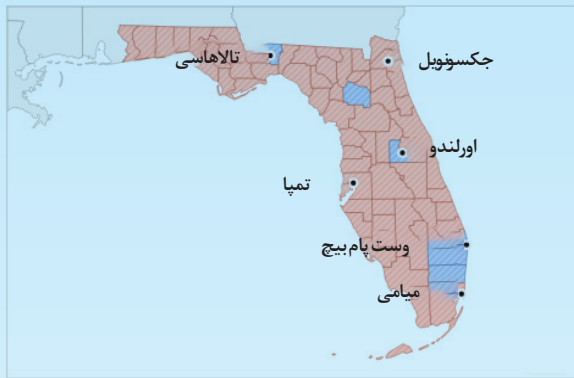 تالاهاسی
جکسونویل
اورلندو
تمپا
وست پام بیچ
میامی